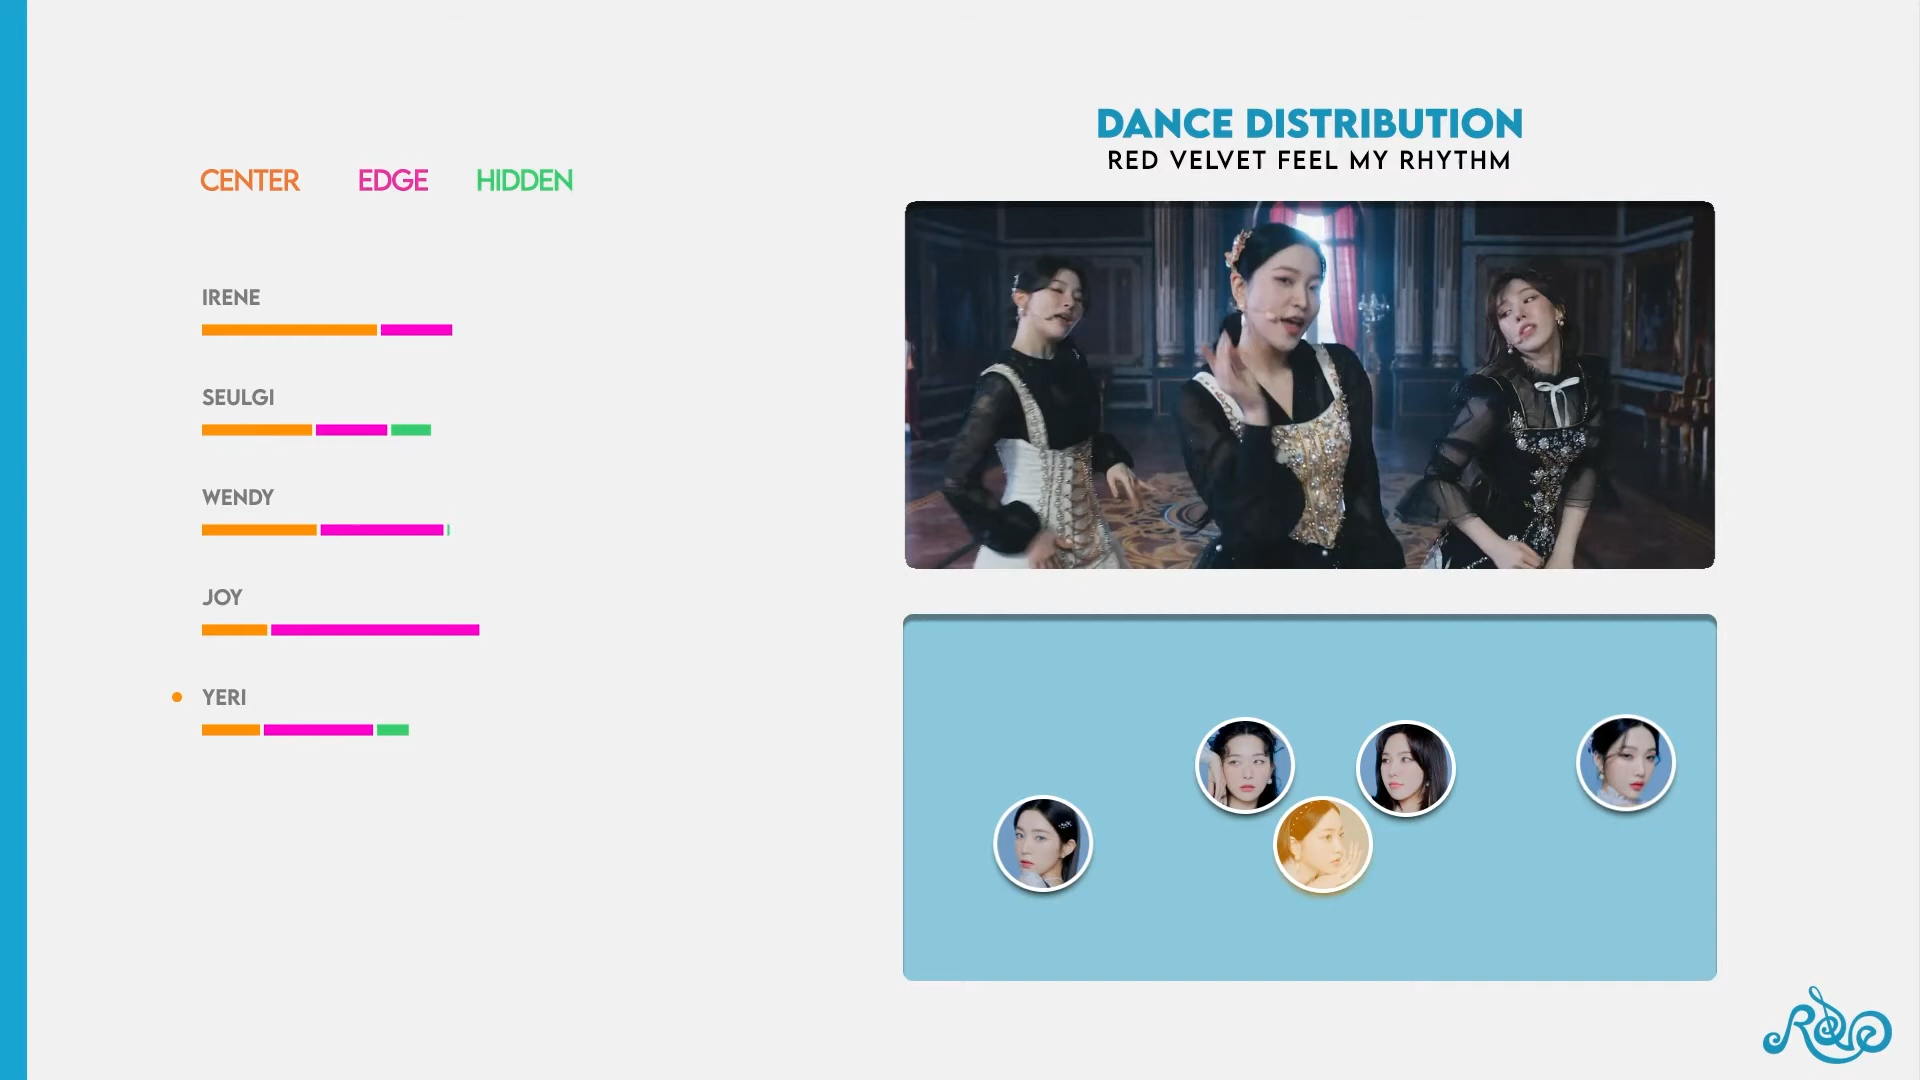 DANCE DISTRIBUTION
RED VELVET FEEL MY RHYTHM
CENTER EDGE HIDDEN
IRENE
SEULGI
WENDY
JOY
YERI